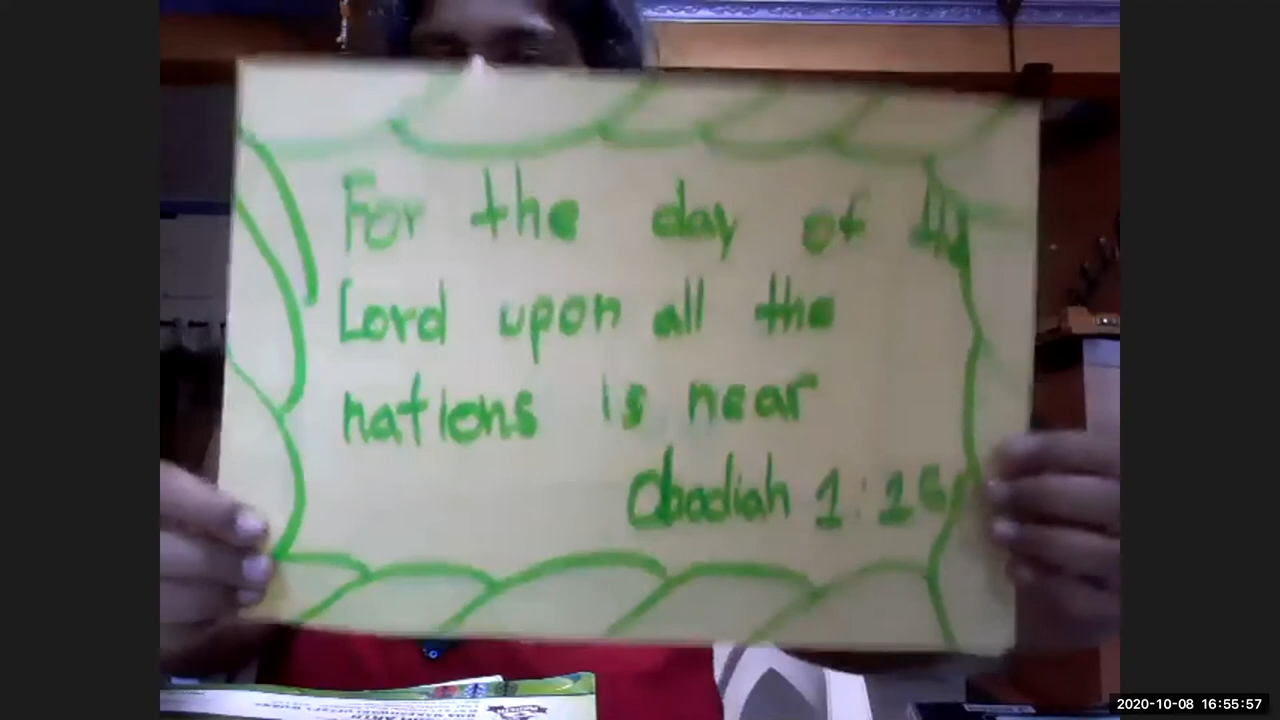 For the day of the
Lord upon all the
nations is near
Obadiah 1:15
2020-10-08 16:55:57